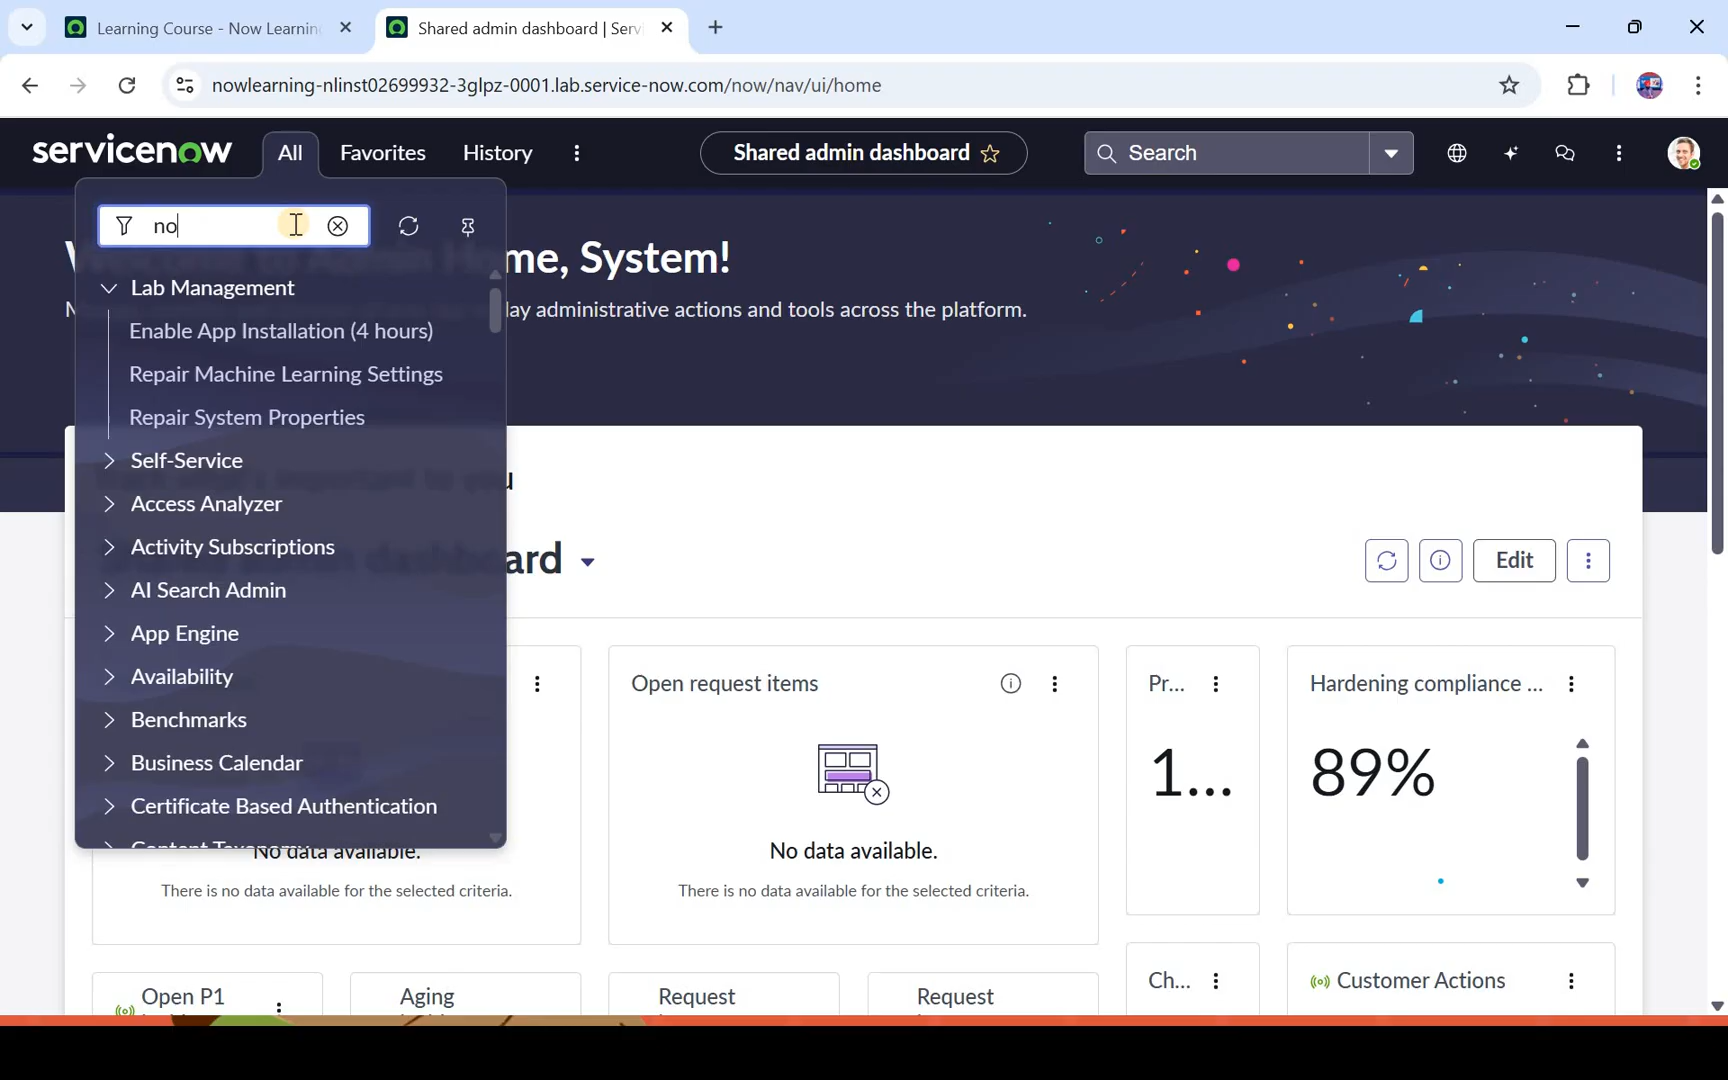 Learning Course - Now Learning
Shared admin dashboard | Serv
nowlearning-nlinst02699932-3glpz-0001.lab.service-now.com/now/nav/ui/home
servicenow
All
Favorites
History
Shared admin dashboard
Search
no
me, System!
lay administrative actions and tools across the platform.
Lab Management
Enable App Installation (4 hours)
Repair Machine Learning Settings
Repair System Properties
Self-Service
Access Analyzer
Activity Subscriptions
AI Search Admin
App Engine
Availability
Benchmarks
Business Calendar
Certificate Based Authentication
Content Taxonomy
ard
Edit
Open request items
Pr...
Hardening compliance ...
1...
89%
No data available.
There is no data available for the selected criteria.
No data available.
There is no data available for the selected criteria.
Open P1
Aging
Request
Request
Ch...
Customer Actions